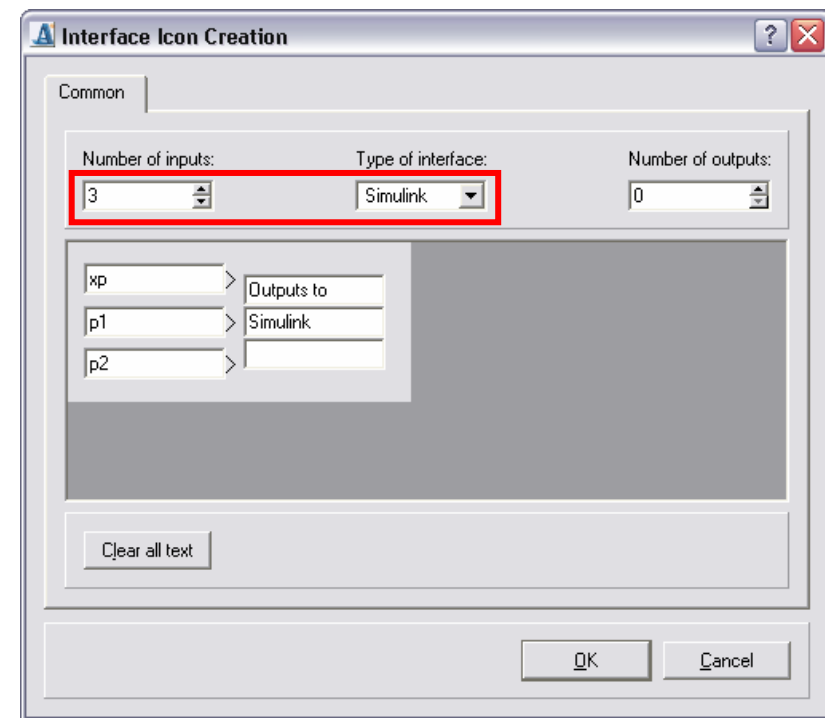 Interface Icon Creation
Common
Number of inputs: Type of interface: Number of outputs:
3 Simulink 0
xp
Outputs to
p1 Simulink
p2
Clear all text
OK Cancel